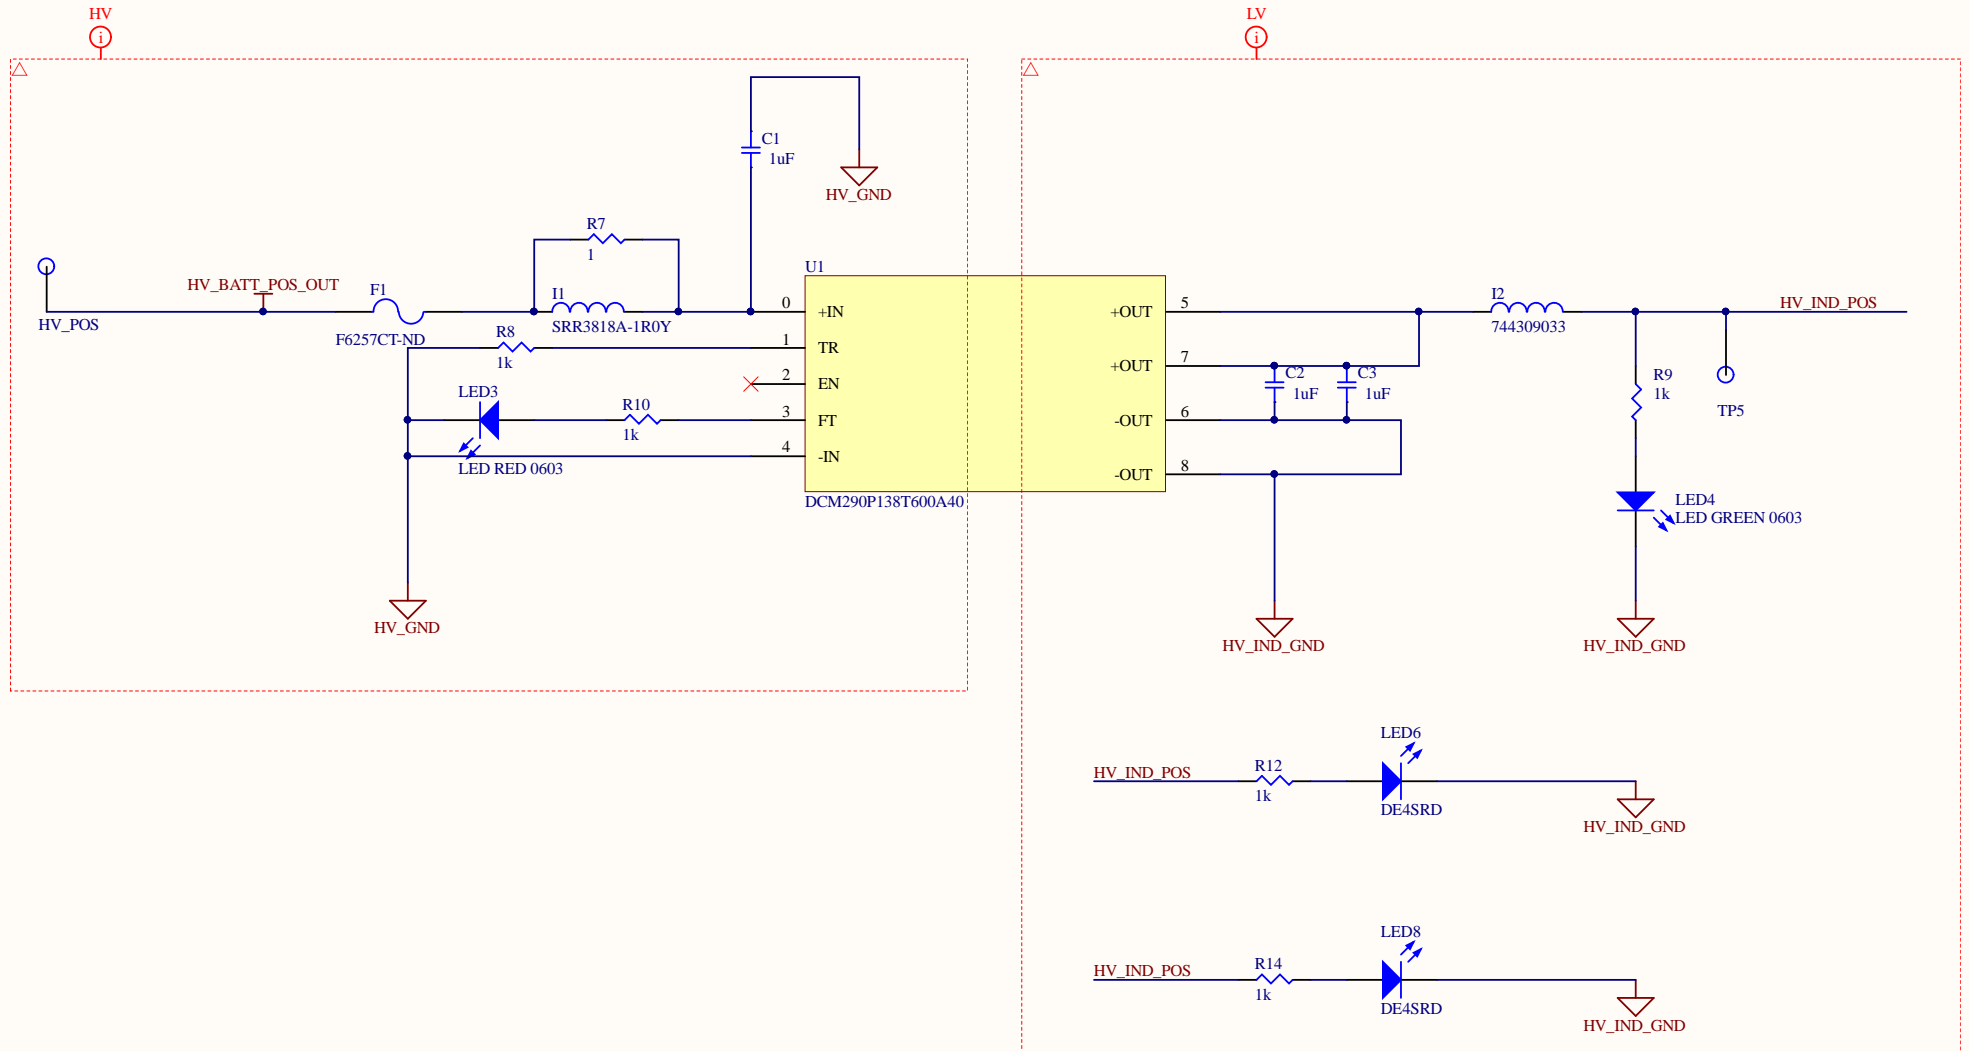 HV
LV
i
i
C1
1uF
HV_GND
R7
1
HV_BATT_POS_OUT
F1
HV_POS
F6257CT-ND
I1
SRR3818A-1R0Y
R8
1k
LED3
LED RED 0603
R10
1k
HV_GND
U1
0
+IN
1
TR
2
EN
3
FT
4
-IN
+OUT
5
+OUT
7
-OUT
6
-OUT
8
DCM290P138T600A40
C2
1uF
C3
1uF
I2
744309033
HV_IND_POS
R9
1k
TP5
LED4
LED GREEN 0603
HV_IND_GND
HV_IND_GND
LED6
HV_IND_POS
R12
1k
DE4SRD
HV_IND_GND
LED8
HV_IND_POS
R14
1k
DE4SRD
HV_IND_GND